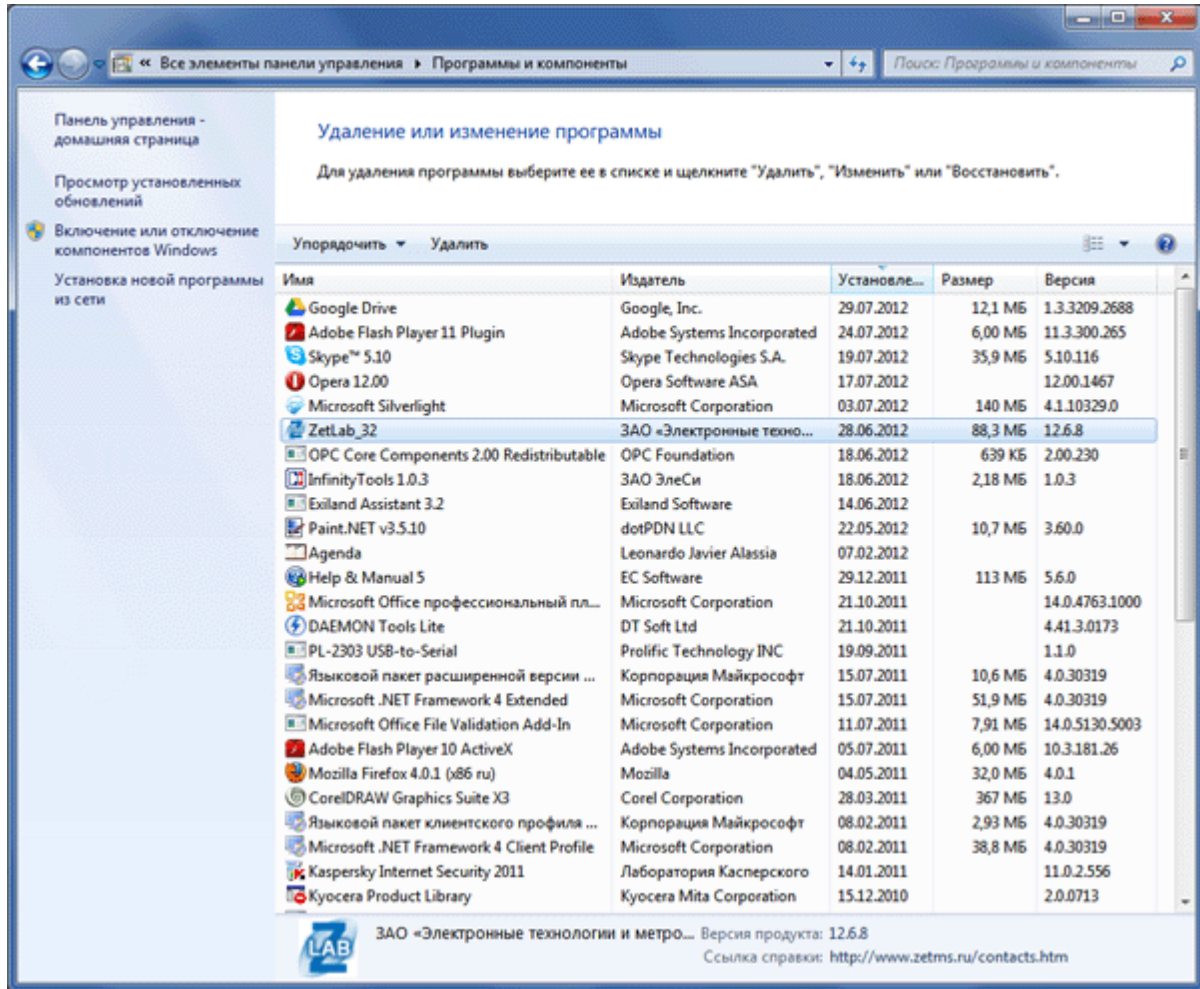 « Все элементы панели управления Программы и компоненты Поиск: Программы и компоненты
Панель управления -
домашняя страница
Просмотр установленных
обновлений
Включение или отключение
компонентов Windows
Установка новой программы
из сети
Удаление или изменение программы
Для удаления программы выберите ее в списке и щелкните "Удалить", "Изменить" или "Восстановить".
Упорядочить Удалить
Имя Издатель Установле... Размер Версия
Google Drive Google, Inc. 29.07.2012 12,1 МБ 1.3.3209.2688
Adobe Flash Player 11 Plugin Adobe Systems Incorporated 24.07.2012 6,00 МБ 11.3.300.265
Skype™ 5.10 Skype Technologies S.A. 19.07.2012 35,9 МБ 5.10.116
Opera 12.00 Opera Software ASA 17.07.2012 12.00.1467
Microsoft Silverlight Microsoft Corporation 03.07.2012 140 МБ 4.1.10329.0
ZetLab_32 ЗАО «Электронные техно... 28.06.2012 88,3 МБ 12.6.8
OPC Core Components 2.00 Redistributable OPC Foundation 18.06.2012 639 КБ 2.00.230
InfinityTools 1.0.3 ЗАО ЭлеСи 18.06.2012 2,18 МБ 1.0.3
Exiland Assistant 3.2 Exiland Software 14.06.2012
Paint.NET v3.5.10 dotPDN LLC 22.05.2012 10,7 МБ 3.60.0
Agenda Leonardo Javier Alassia 07.02.2012
Help & Manual 5 EC Software 29.12.2011 113 МБ 5.6.0
Microsoft Office профессиональный пл... Microsoft Corporation 21.10.2011 14.0.4763.1000
DAEMON Tools Lite DT Soft Ltd 21.10.2011 4.41.3.0173
PL-2303 USB-to-Serial Prolific Technology INC 19.09.2011 1.1.0
Языковой пакет расширенной версии ... Корпорация Майкрософт 15.07.2011 10,6 МБ 4.0.30319
Microsoft .NET Framework 4 Extended Microsoft Corporation 15.07.2011 51,9 МБ 4.0.30319
Microsoft Office File Validation Add-In Microsoft Corporation 11.07.2011 7,91 МБ 14.0.5130.5003
Adobe Flash Player 10 ActiveX Adobe Systems Incorporated 05.07.2011 6,00 МБ 10.3.181.26
Mozilla Firefox 4.0.1 (x86 ru) Mozilla 04.05.2011 32,0 МБ 4.0.1
CorelDRAW Graphics Suite X3 Corel Corporation 28.03.2011 367 МБ 13.0
Языковой пакет клиентского профиля ... Корпорация Майкрософт 08.02.2011 2,93 МБ 4.0.30319
Microsoft .NET Framework 4 Client Profile Microsoft Corporation 08.02.2011 38,8 МБ 4.0.30319
Kaspersky Internet Security 2011 Лаборатория Касперского 14.01.2011 11.0.2.556
Kyocera Product Library Kyocera Mita Corporation 15.12.2010 2.0.0713
Z LAB ЗАО «Электронные технологии и метро... Версия продукта: 12.6.8
Ссылка справки: http://www.zetms.ru/contacts.htm